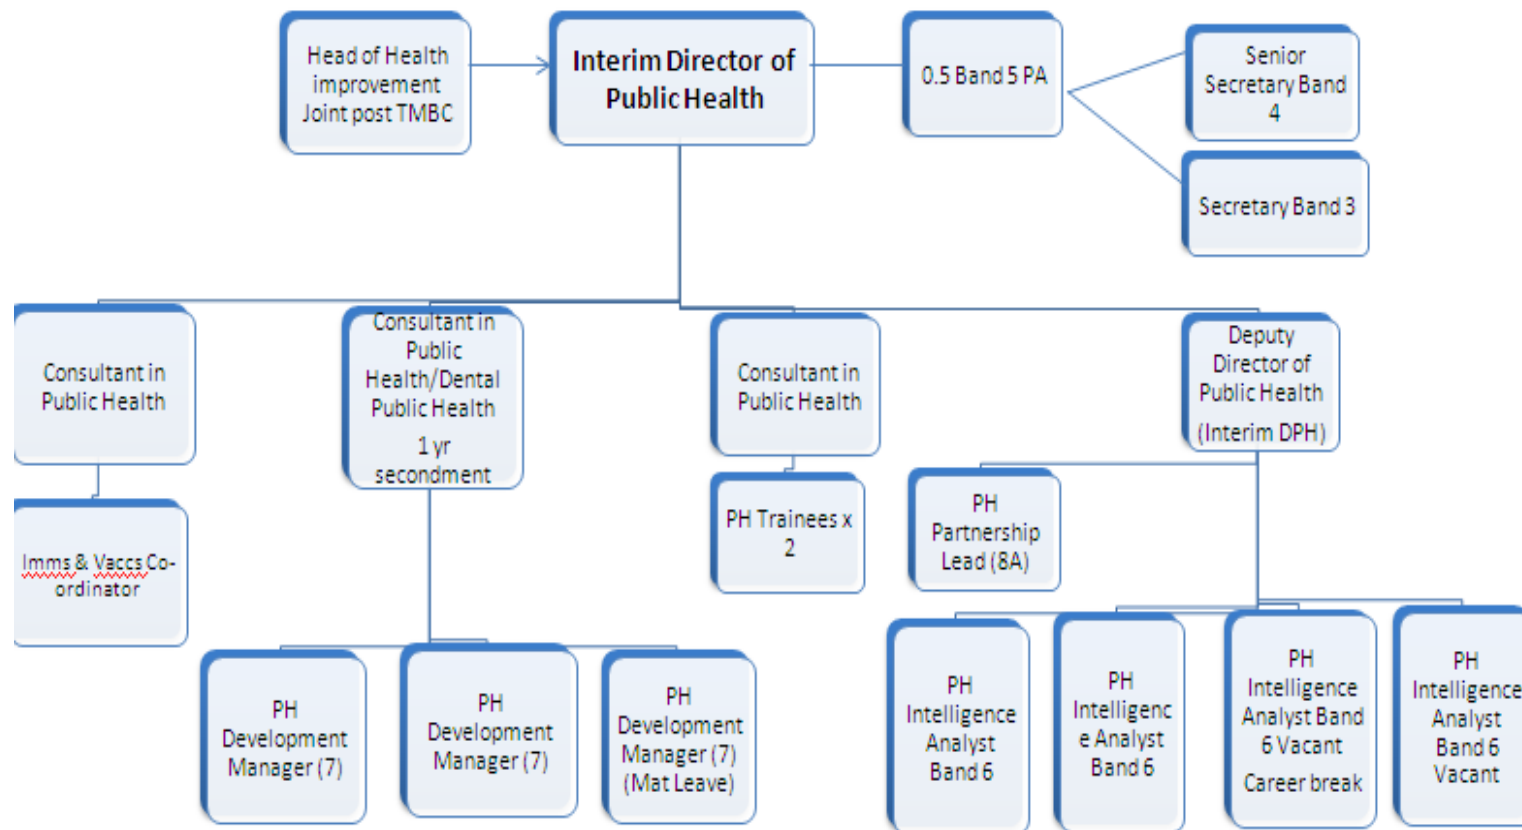 Head of Health
improvement
Joint post TMBC
Interim Director of
Public Health
0.5 Band 5 PA
Senior
Secretary Band
4
Secretary Band 3
Consultant in
Public Health
Consultant in
Public
Health/Dental
Public Health
1 yr
secondment
Consultant in
Public Health
Deputy
Director of
Public Health
(Interim DPH)
Imms & Vaccs Co-
ordinator
PH Trainees x
2
PH
Partnership
Lead (8A)
PH
Development
Manager (7)
PH
Development
Manager (7)
PH
Development
Manager (7)
(Mat Leave)
PH
Intelligence
Analyst
Band 6
PH
Intelligenc
e Analyst
Band 6
PH
Intelligence
Analyst Band
6 Vacant
Career break
PH
Intelligence
Analyst
Band 6
Vacant